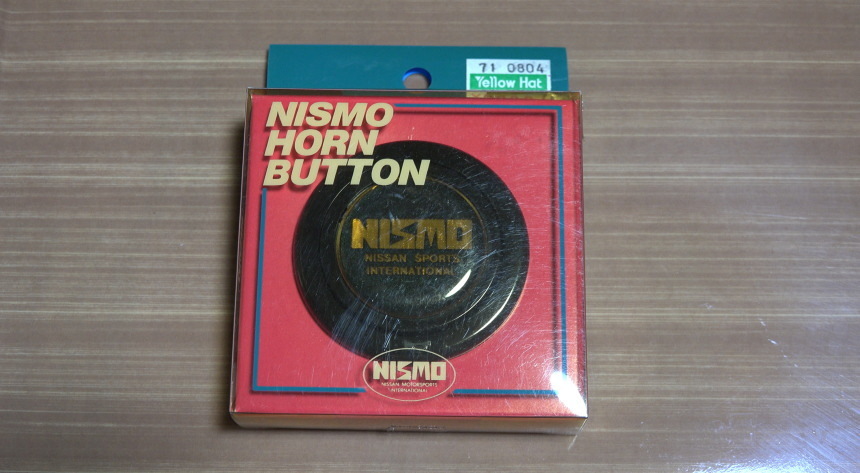 71 0804
Yellow Hat
NISMO
HORN
BUTTON
NISMO
NISSAN SPORTS
INTERNATIONAL
NISMO
NISSAN MOTORSPORTS
INTERNATIONAL